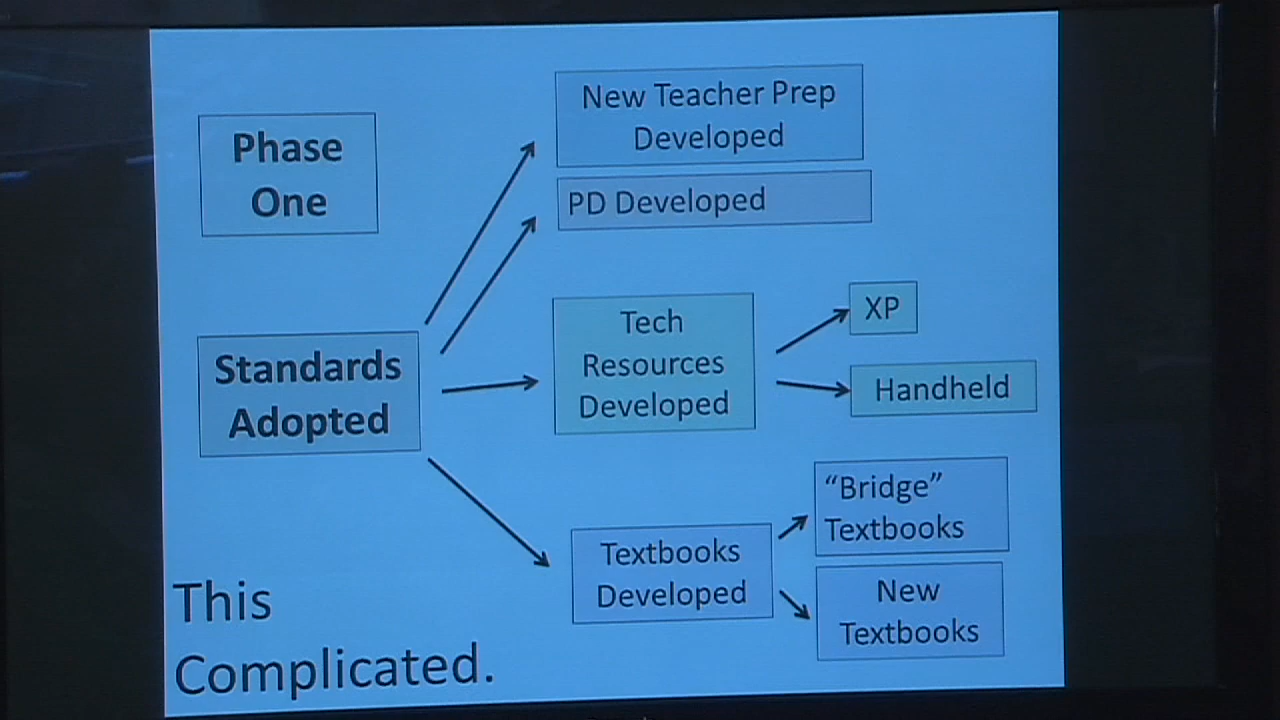 Phase
One
New Teacher Prep
Developed
PD Developed
Standards
Adopted
Tech
Resources
Developed
XP
Handheld
Textbooks
Developed
“Bridge”
Textbooks
New
Textbooks
This
Complicated.